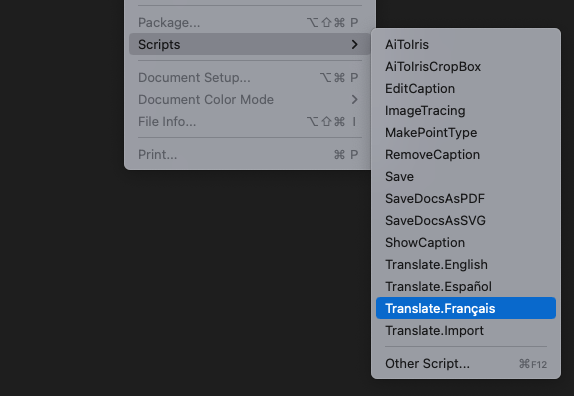 Package... ⌥⇧⌘ P
Scripts >
Document Setup... ⌥⌘ P
Document Color Mode >
File Info... ⌥⇧⌘ I
Print... ⌘ P
AiToIris
AiToIrisCropBox
EditCaption
ImageTracing
MakePointType
RemoveCaption
Save
SaveDocsAsPDF
SaveDocsAsSVG
ShowCaption
Translate.English
Translate.Español
Translate.Français
Translate.Import
Other Script... ⌘F12